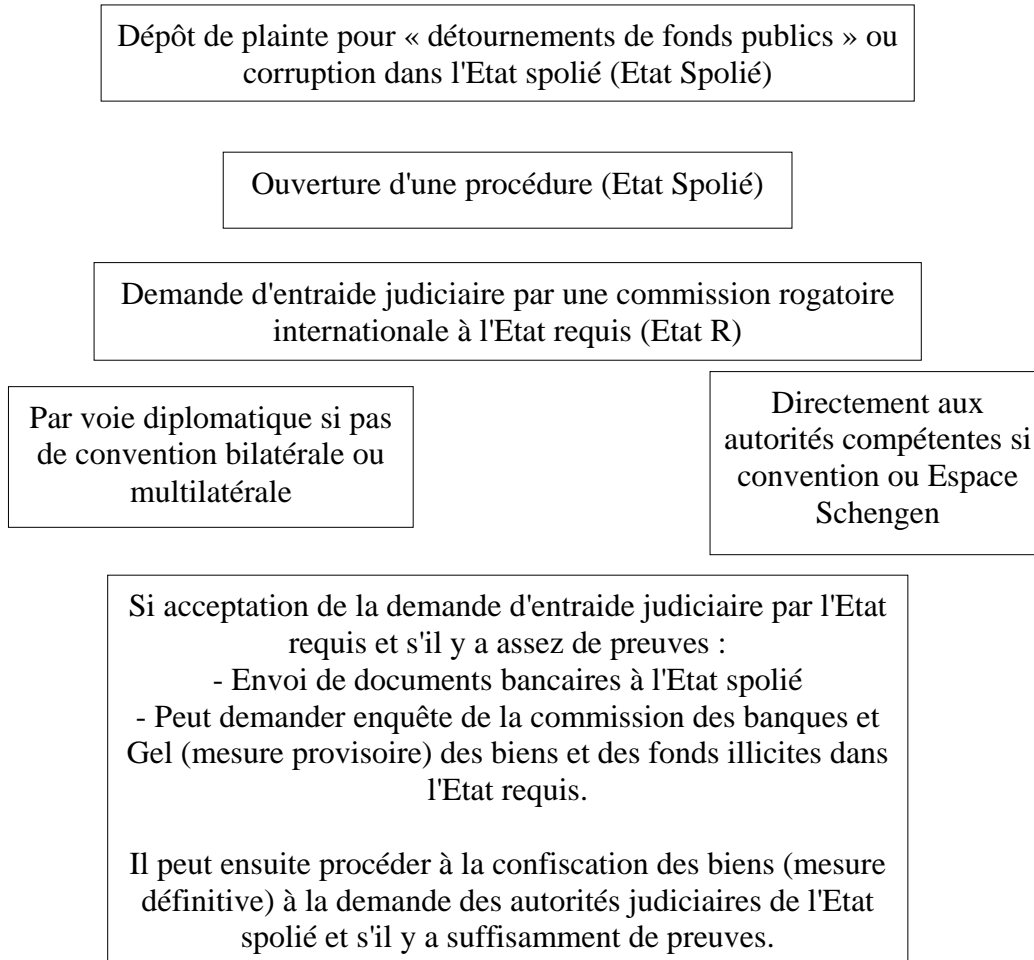 Dépôt de plainte pour « détournements de fonds publics » ou
corruption dans l'Etat spolié (Etat Spolié)
Ouverture d'une procédure (Etat Spolié)
Demande d'entraide judiciaire par une commission rogatoire
internationale à l'Etat requis (Etat R)
Par voie diplomatique si pas
de convention bilatérale ou
multilatérale
Directement aux
autorités compétentes si
convention ou Espace
Schengen
Si acceptation de la demande d'entraide judiciaire par l'Etat
requis et s'il y a assez de preuves :
- Envoi de documents bancaires à l'Etat spolié
- Peut demander enquête de la commission des banques et
Gel (mesure provisoire) des biens et des fonds illicites dans
l'Etat requis.
Il peut ensuite procéder à la confiscation des biens (mesure
définitive) à la demande des autorités judiciaires de l'Etat
spolié et s'il y a suffisamment de preuves.